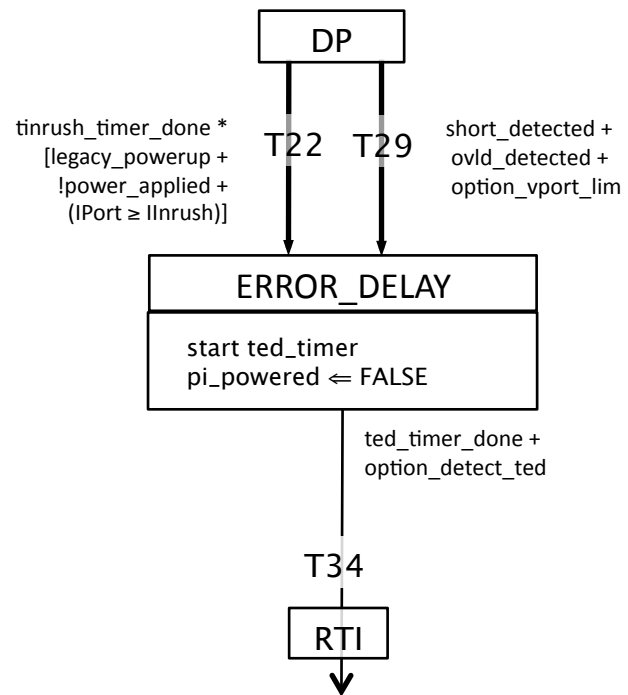 DP
tinrush_timer_done *
[legacy_powerup +
!power_applied +
(IPort ≥ IInrush)]
T22
T29
short_detected +
ovld_detected +
option_vport_lim
ERROR_DELAY
start ted_timer
pi_powered ⇐ FALSE
ted_timer_done +
option_detect_ted
T34
RTI